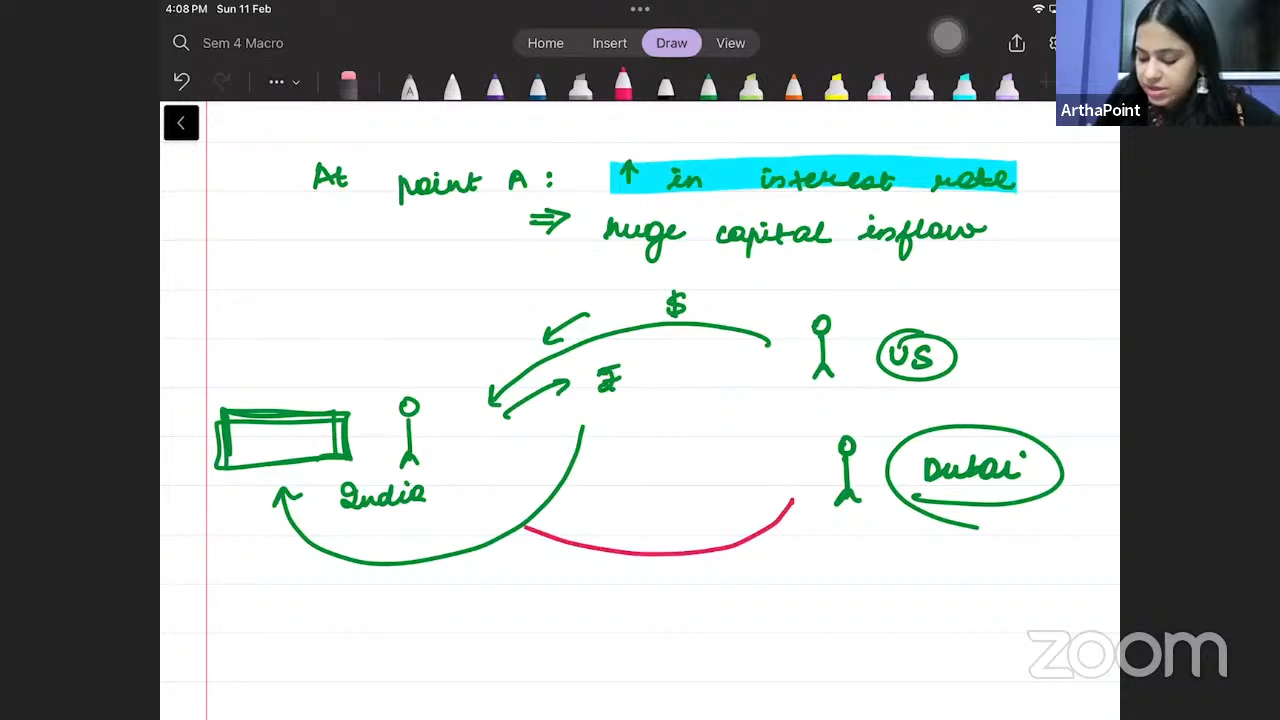 4:08 PM Sun 11 Feb
Sem 4 Macro
Home Insert Draw View
A
ArthaPoint
At point A: ↑ in interest rate
⇒ huge capital inflow
$
US
₹
India
Dubai
zoom